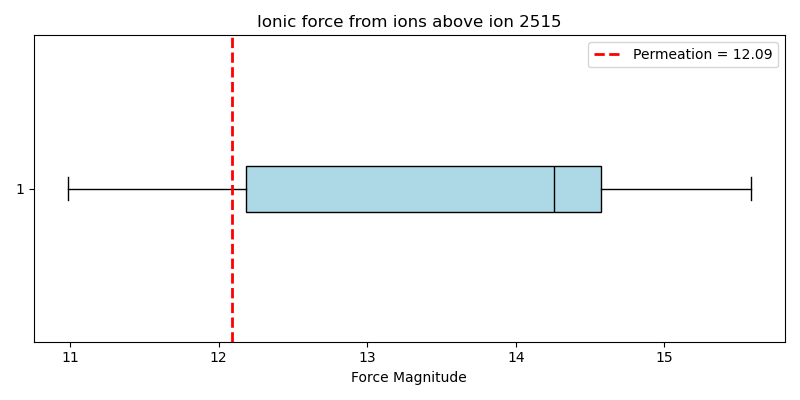 Ionic force from ions above ion 2515
Permeation = 12.09
1
11 12 13 14 15
Force Magnitude